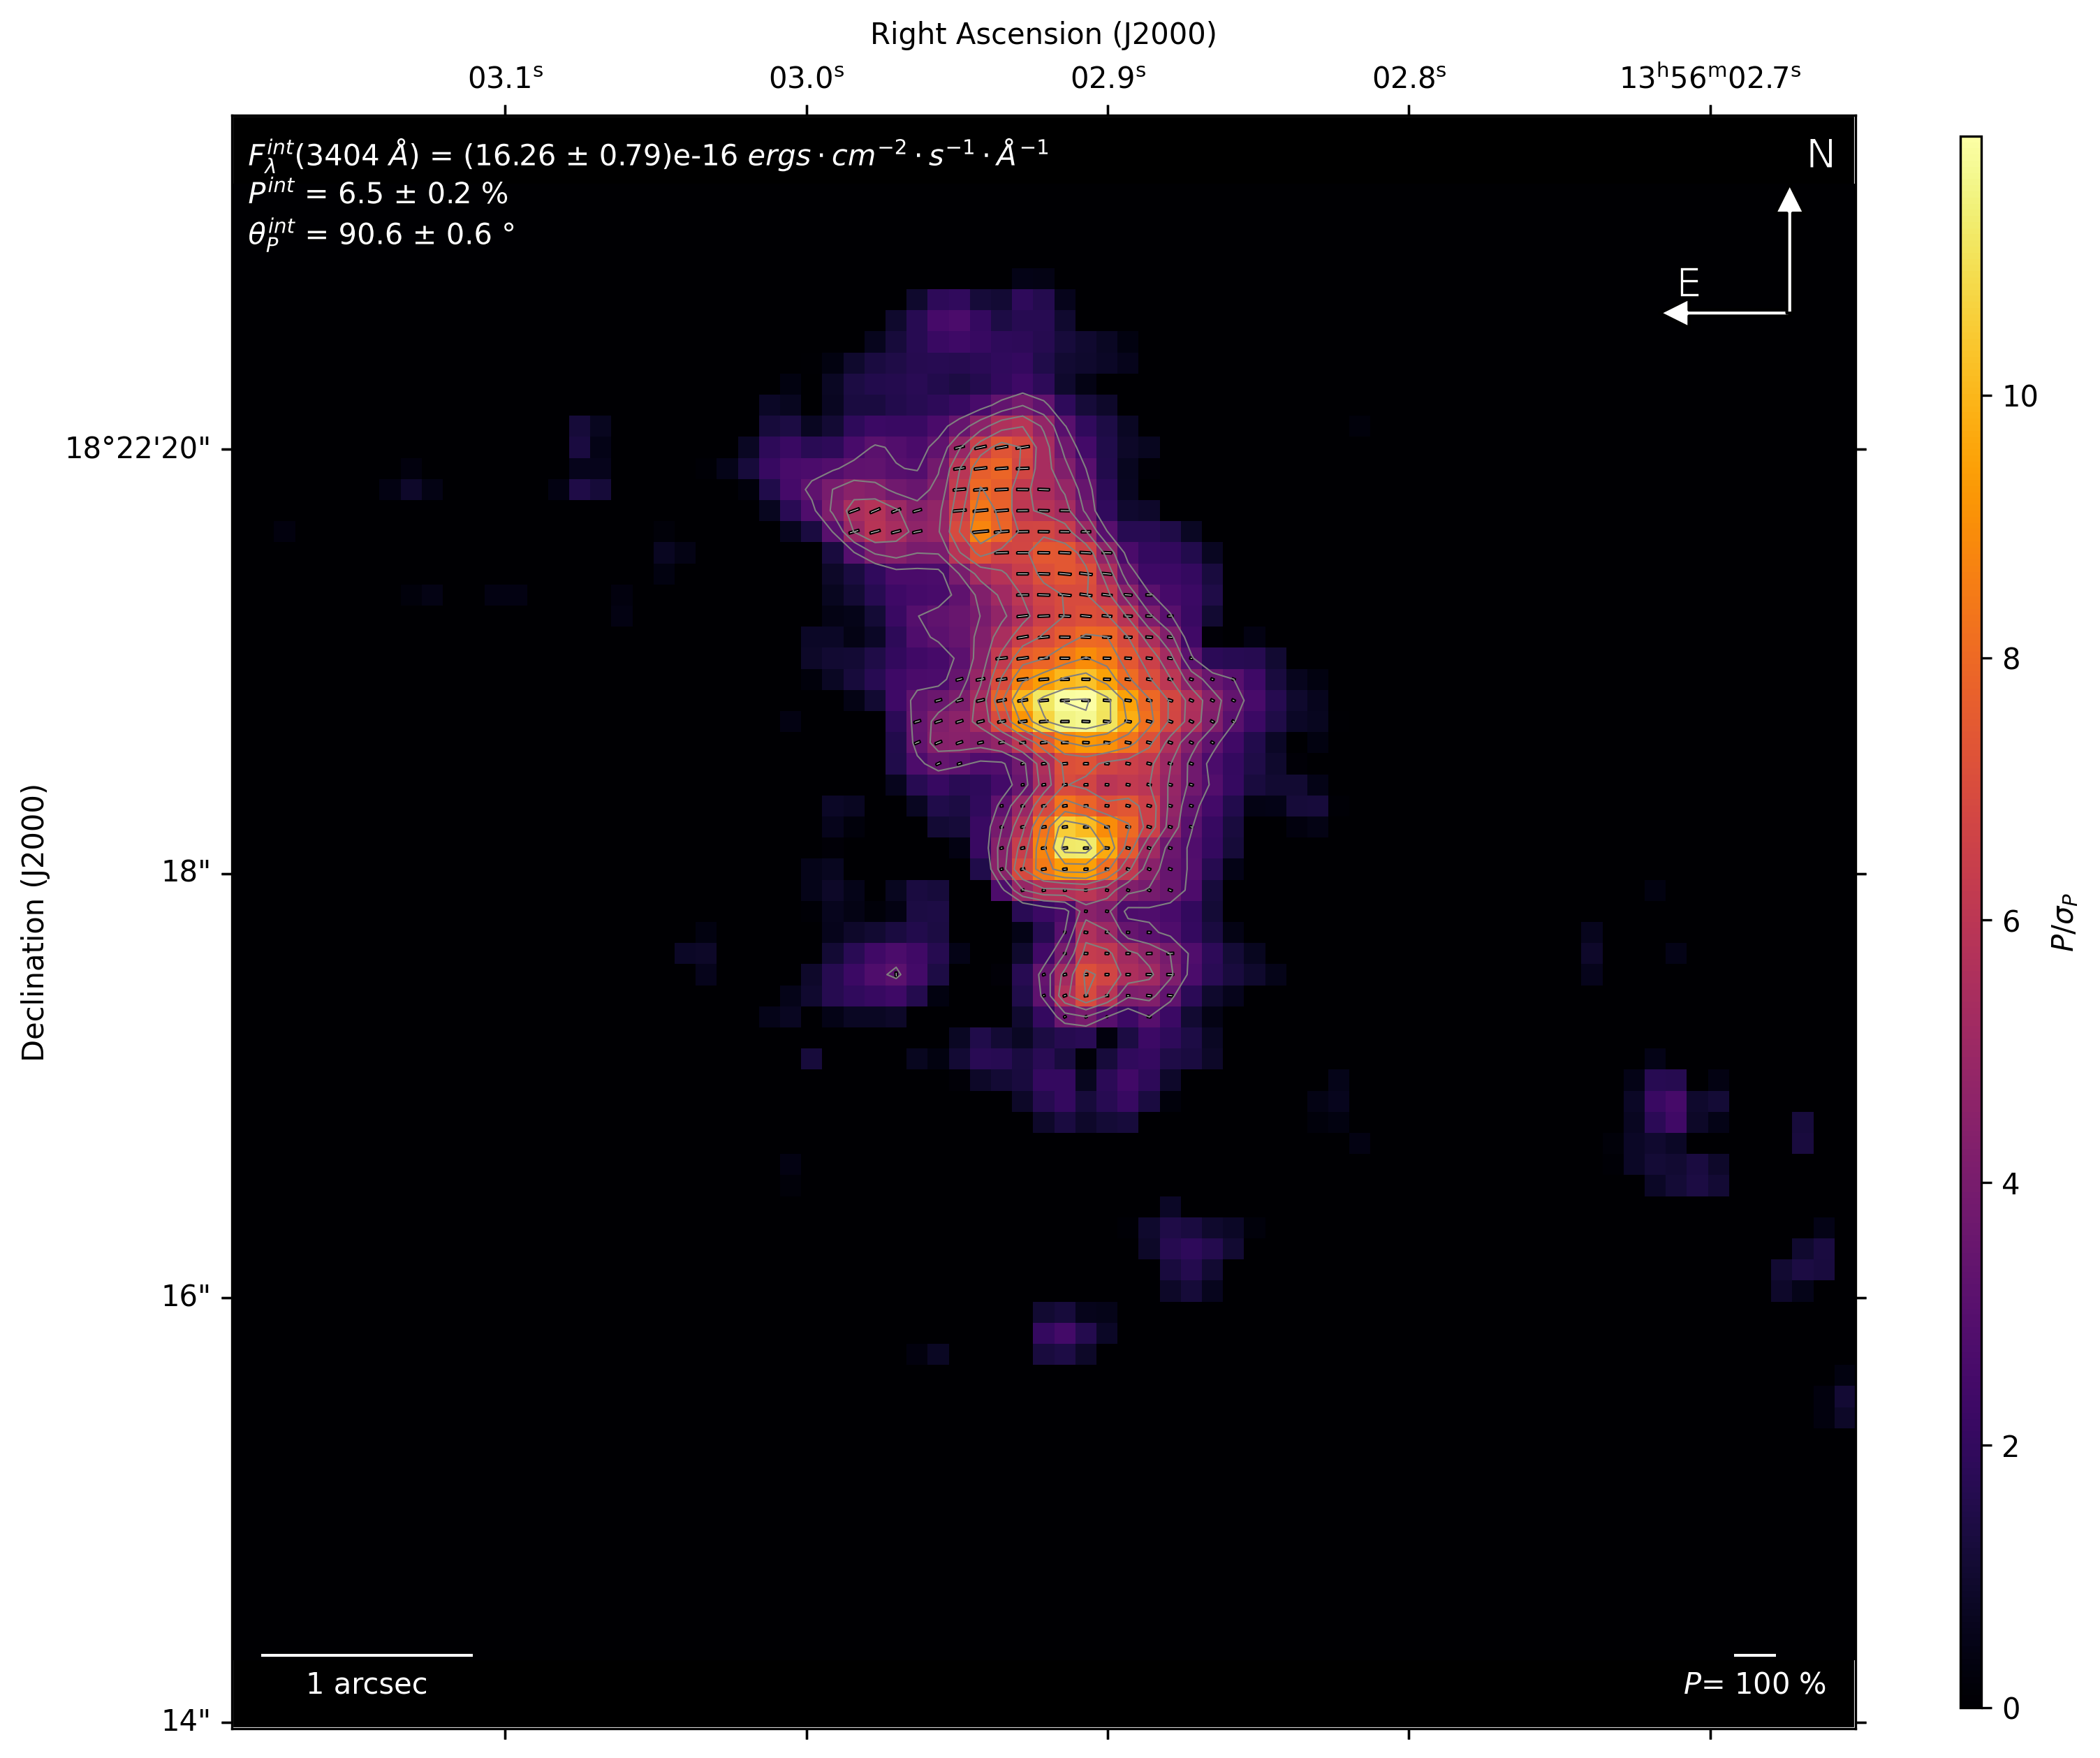 Right Ascension (J2000)
03.1ˢ 03.0ˢ 02.9ˢ 02.8ˢ 13ʰ56ᵐ02.7ˢ
F_λ^int(3404 Å) = (16.26 ± 0.79)e-16 ergs · cm⁻² · s⁻¹ · Å⁻¹
P^int = 6.5 ± 0.2 %
θ_P^int = 90.6 ± 0.6 °
N
E
18°22'20"
18"
16"
14"
Declination (J2000)
1 arcsec
P= 100 %
10
8
6
4
2
0
P/σ_P